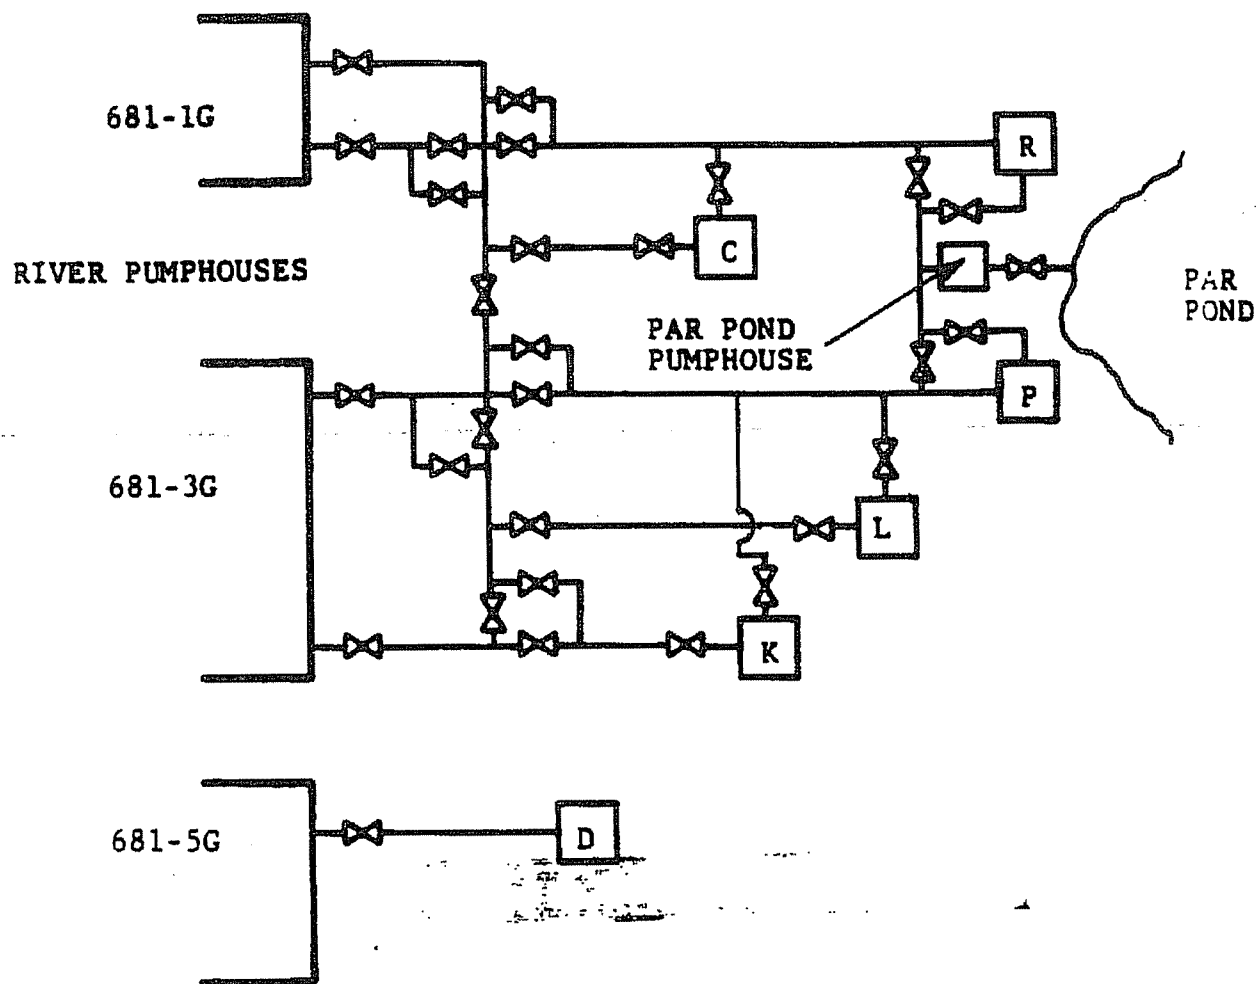 681-1G
R
C
RIVER PUMPHOUSES
PAR POND
PUMPHOUSE
PAR
POND
P
681-3G
L
K
681-5G
D